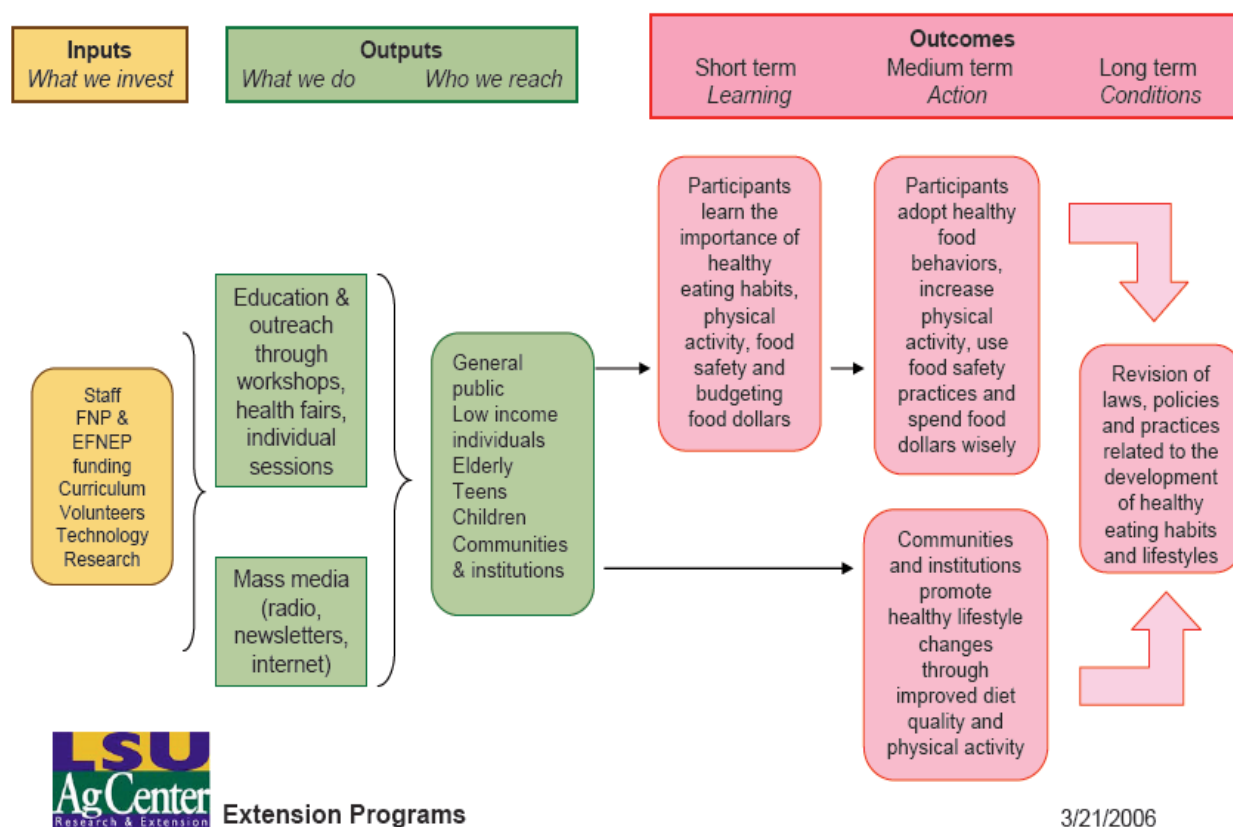 Inputs
What we invest
Outputs
What we do
Who we reach
Outcomes
Short term
Learning
Medium term
Action
Long term
Conditions
Staff
FNP &
EFNEP
funding
Curriculum
Volunteers
Technology
Research
Education &
outreach
through
workshops,
health fairs,
individual
sessions
Mass media
(radio,
newsletters,
internet)
General
public
Low income
individuals
Elderly
Teens
Children
Communities
& institutions
Participants
learn the
importance of
healthy
eating habits,
physical
activity, food
safety and
budgeting
food dollars
Participants
adopt healthy
food
behaviors,
increase
physical
activity, use
food safety
practices and
spend food
dollars wisely
Communities
and institutions
promote
healthy lifestyle
changes
through
improved diet
quality and
physical activity
Revision of
laws, policies
and practices
related to the
development
of healthy
eating habits
and lifestyles
LSU
AgCenter
Research & Extension
Extension Programs
3/21/2006